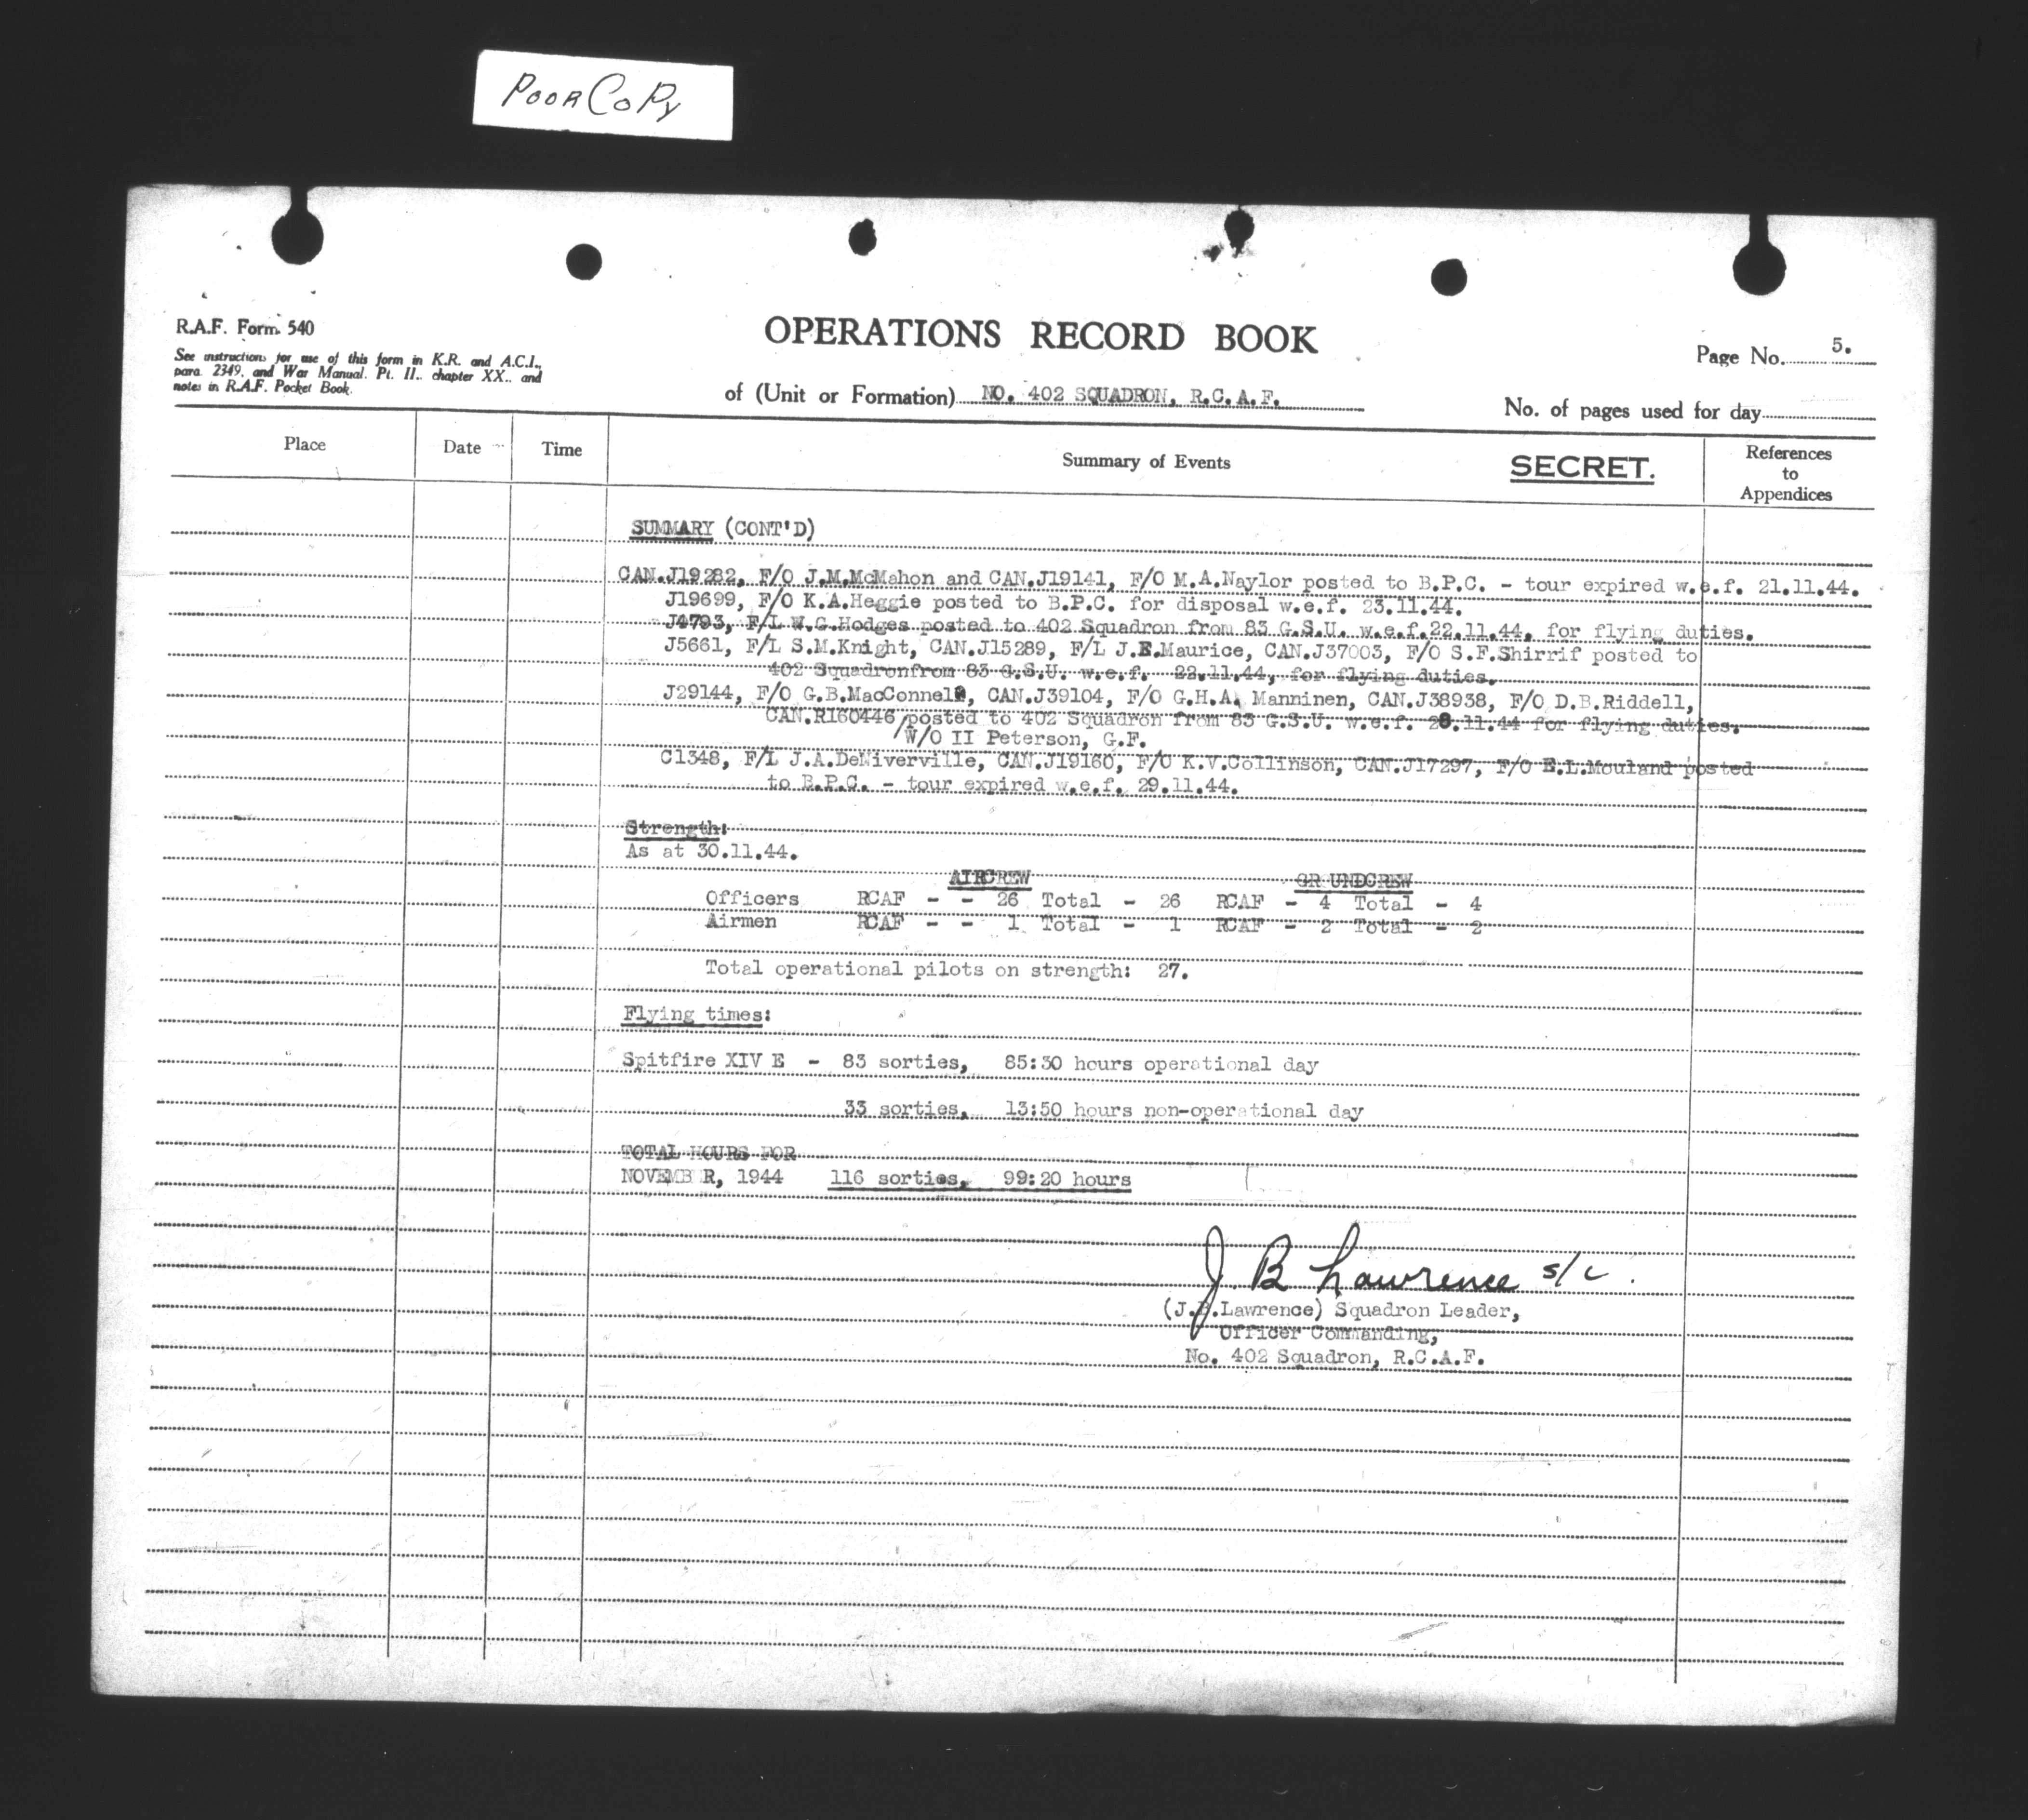 POOR COPY
R.A.F. Form 540
See instructions for use of this form in K.R. and A.C.I.,
para. 2349, and War Manual. Pt. II., chapter XX.. and
notes in R.A.F. Pocket Book.
OPERATIONS RECORD BOOK
of (Unit or Formation) NO. 402 SQUADRON, R.C.A.F.
Page No. 5.
No. of pages used for day
Place Date Time Summary of Events SECRET. References to Appendices
SUMMARY (CONT'D)
CAN.J19282, F/O J.M.McMahon and CAN.J19141, F/O M.A.Naylor posted to B.P.C. - tour expired w.e.f. 21.11.44.
J19699, F/O K.A.Heggie posted to B.P.C. for disposal w.e.f. 23.11.44.
J4793, F/L W.G.Hodges posted to 402 Squadron from 83 G.S.U. w.e.f.22.11.44. for flying duties.
J5661, F/L S.M.Knight, CAN.J15289, F/L J.E.Maurice, CAN.J37003, F/O S.F.Shirrif posted to
402 Squadronfrom 83 G.S.U. w.e.f. 22.11.44, for flying duties.
J29144, F/O G.B.MacConnell, CAN.J39104, F/O G.H.A. Manninen, CAN.J38938, F/O D.B.Riddell,
CAN.R160446/posted to 402 Squadron from 83 G.S.U. w.e.f. 28.11.44 for flying duties.
/W/O II Peterson, G.F.
C1348, F/L J.A.DeNiverville, CAN.J19160, F/O K.V.Collinson, CAN.J17297, F/O E.L.Mouland posted
to B.P.C. - tour expired w.e.f. 29.11.44.
Strength:
As at 30.11.44.
AIRCREW GR UNDCREW
Officers RCAF - - 26 Total - 26 RCAF - 4 Total - 4
Airmen RCAF - - 1 Total - 1 RCAF - 2 Total - 2
Total operational pilots on strength: 27.
Flying times:
Spitfire XIV E - 83 sorties, 85:30 hours operational day
33 sorties, 13:50 hours non-operational day
TOTAL HOURS FOR
NOVEMB R, 1944 116 sorties, 99:20 hours
J B Lawrence S/L.
(J.B.Lawrence) Squadron Leader,
Officer Commanding,
No. 402 Squadron, R.C.A.F.